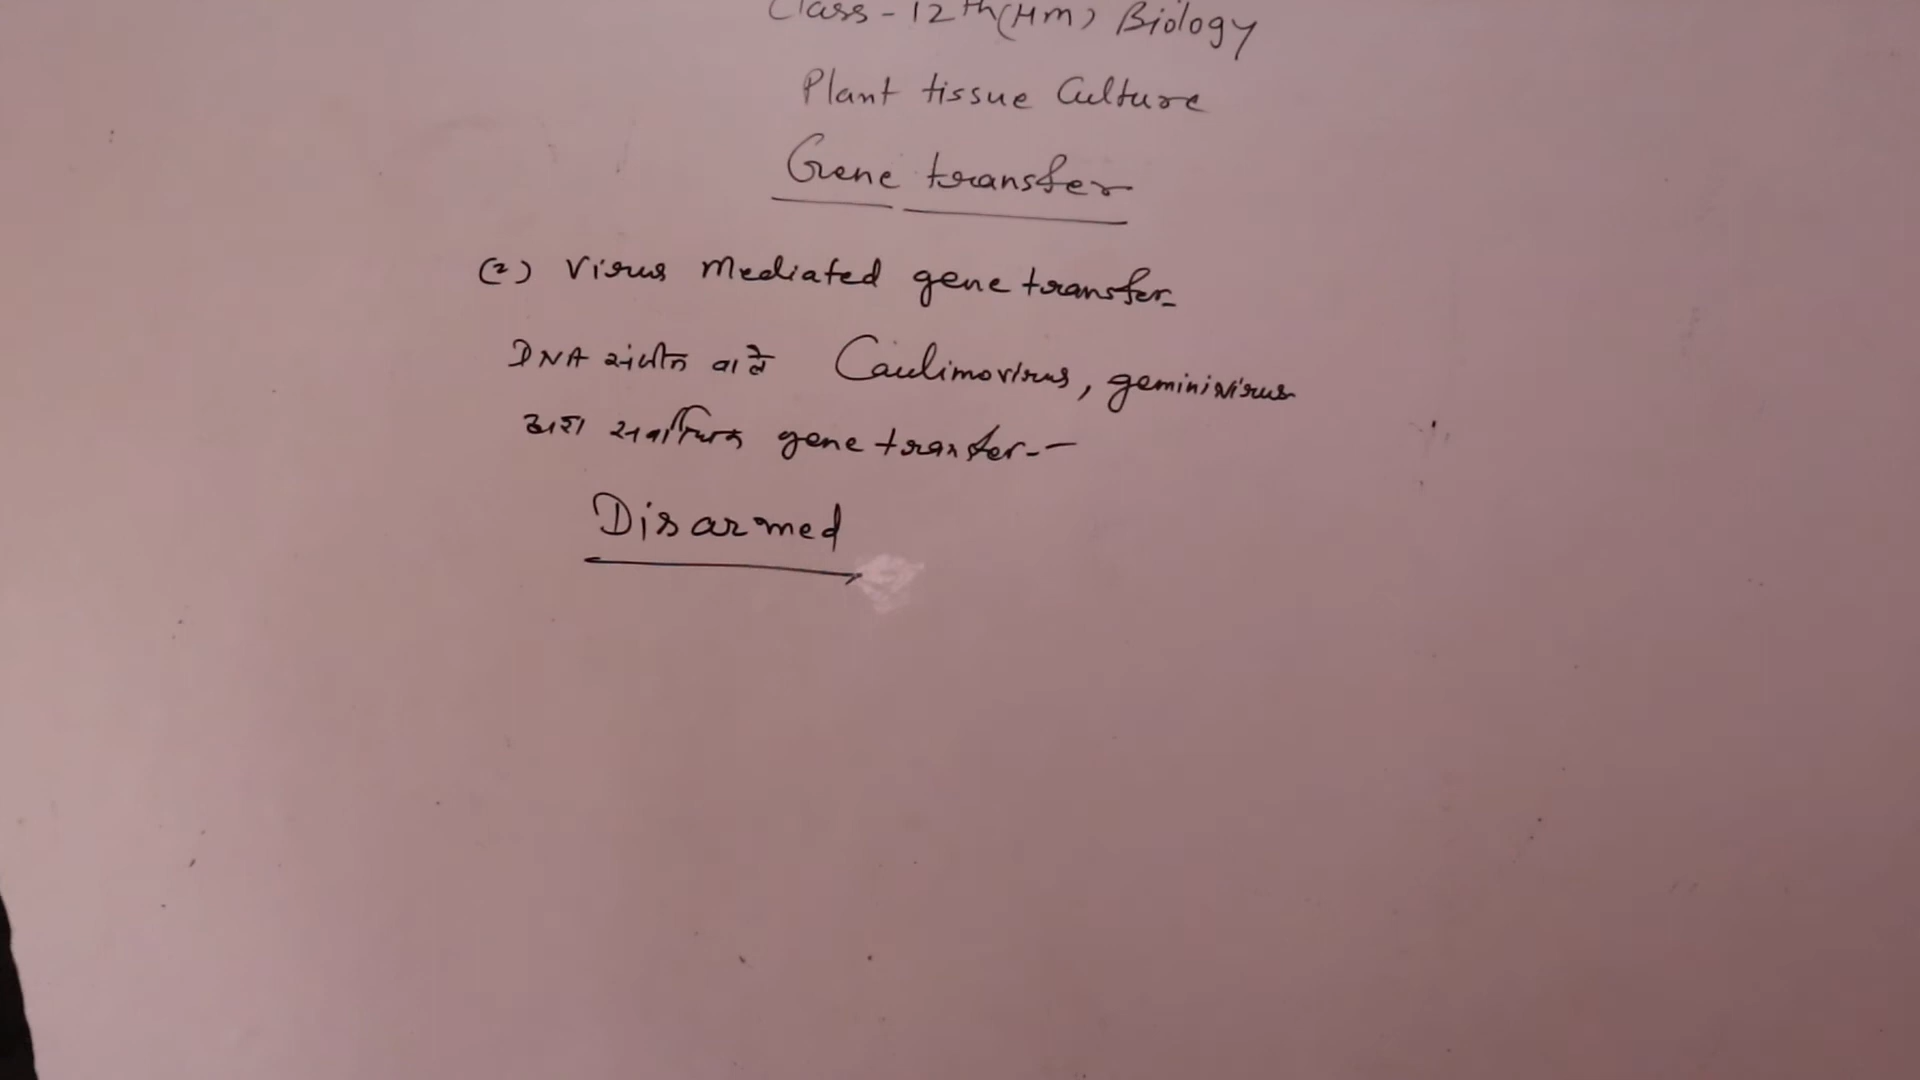 Class - 12th (Hm) Biology
Plant tissue Culture
Gene transfer
(2) Virus Mediated gene transfer-
DNA संजीन वाले Caulimovirus, geminivirus
द्वारा सर्वाधिक gene transfer--
Disarmed